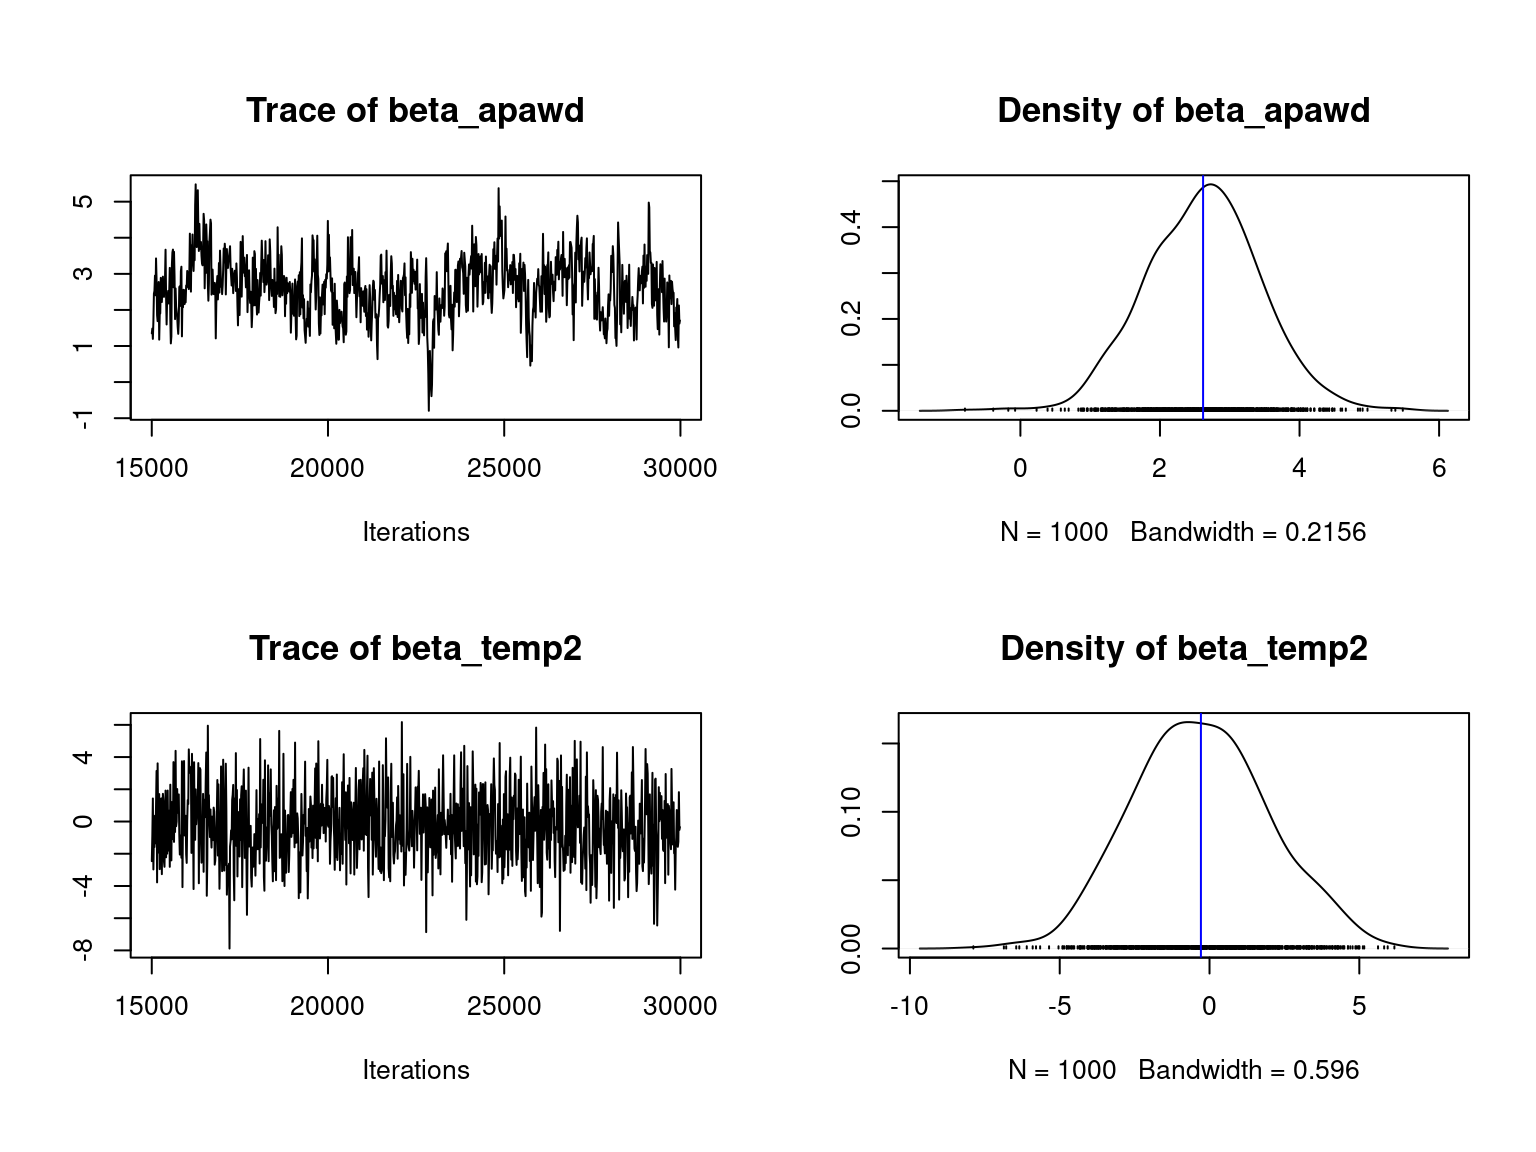 Trace of beta_apawd
5
3
1
-1
15000 20000 25000 30000
Iterations
Density of beta_apawd
0.4
0.2
0.0
0 2 4 6
N = 1000 Bandwidth = 0.2156
Trace of beta_temp2
4
0
-4
-8
15000 20000 25000 30000
Iterations
Density of beta_temp2
0.10
0.00
-10 -5 0 5
N = 1000 Bandwidth = 0.596